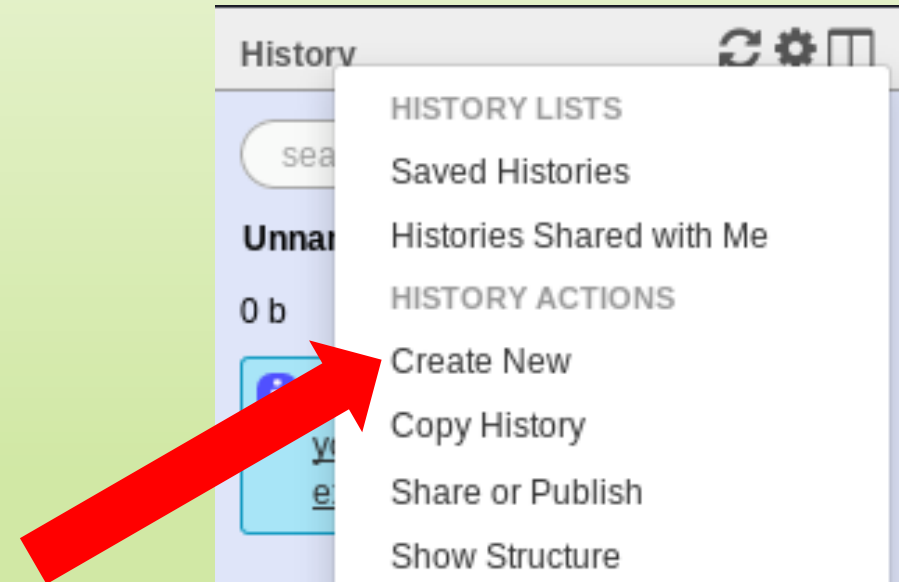 History
HISTORY LISTS
Saved Histories
Histories Shared with Me
0 b
HISTORY ACTIONS
Create New
Copy History
Share or Publish
Show Structure